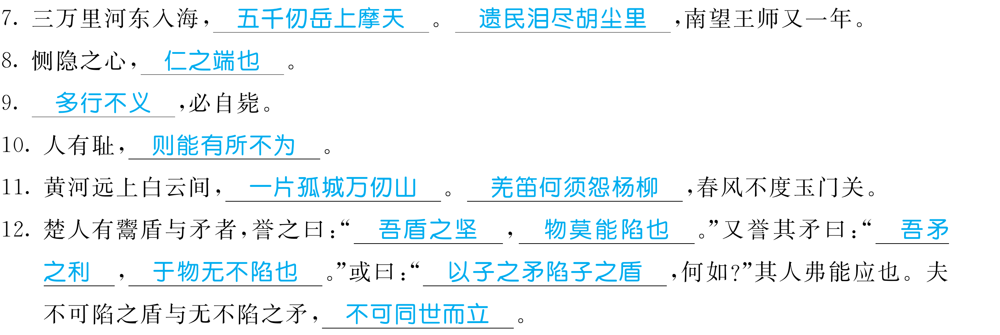 7. 三万里河东入海,五千仞岳上摩天。遗民泪尽胡尘里,南望王师又一年。
8. 恻隐之心,仁之端也。
9. 多行不义,必自毙。
10. 人有耻,则能有所不为。
11. 黄河远上白云间,一片孤城万仞山。羌笛何须怨杨柳,春风不度玉门关。
12. 楚人有鬻盾与矛者,誉之曰:“吾盾之坚,物莫能陷也。”又誉其矛曰:“吾矛
之利,于物无不陷也。”或曰:“以子之矛陷子之盾,何如?”其人弗能应也。夫
不可陷之盾与无不陷之矛,不可同世而立。